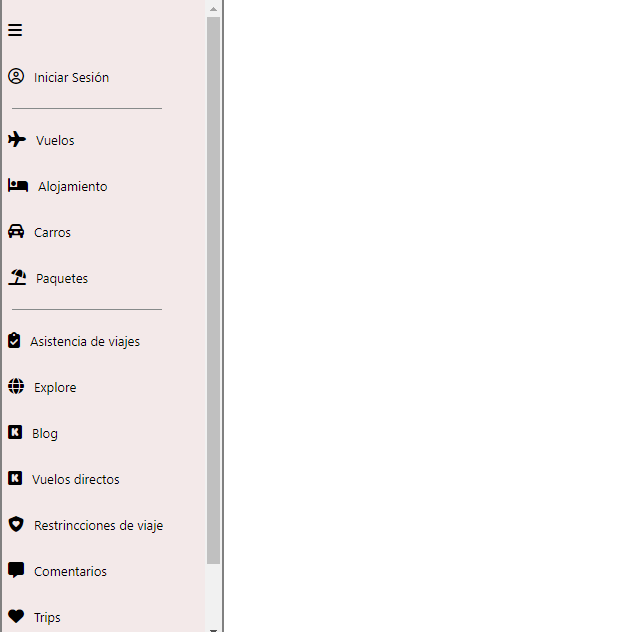 Iniciar Sesión
Vuelos
Alojamiento
Carros
Paquetes
Asistencia de viajes
Explore
Blog
Vuelos directos
Restrincciones de viaje
Comentarios
Trips